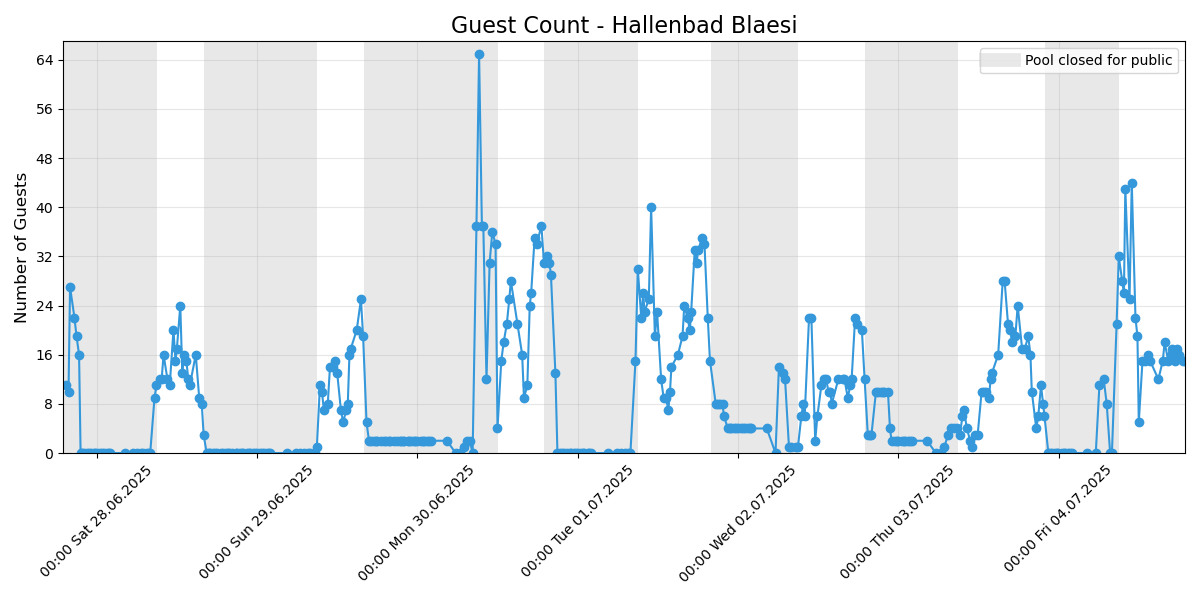 Guest Count - Hallenbad Blaesi
Pool closed for public
Number of Guests
64
56
48
40
32
24
16
8
0
00:00 Sat 28.06.2025
00:00 Sun 29.06.2025
00:00 Mon 30.06.2025
00:00 Tue 01.07.2025
00:00 Wed 02.07.2025
00:00 Thu 03.07.2025
00:00 Fri 04.07.2025